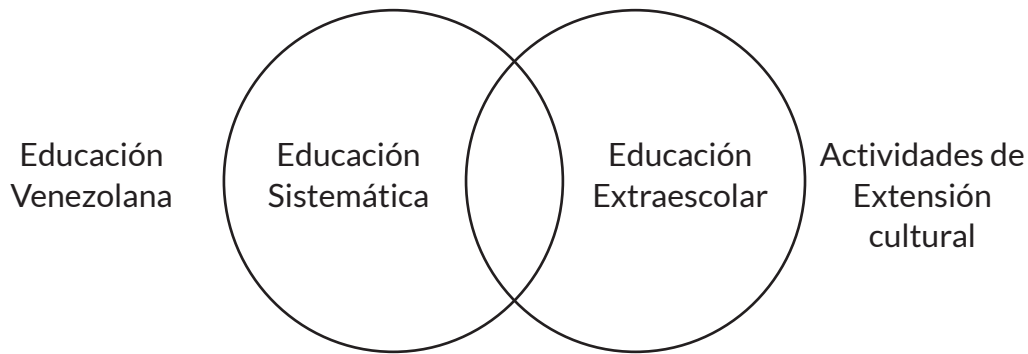 Educación
Venezolana
Educación
Sistemática
Educación
Extraescolar
Actividades de
Extensión
cultural